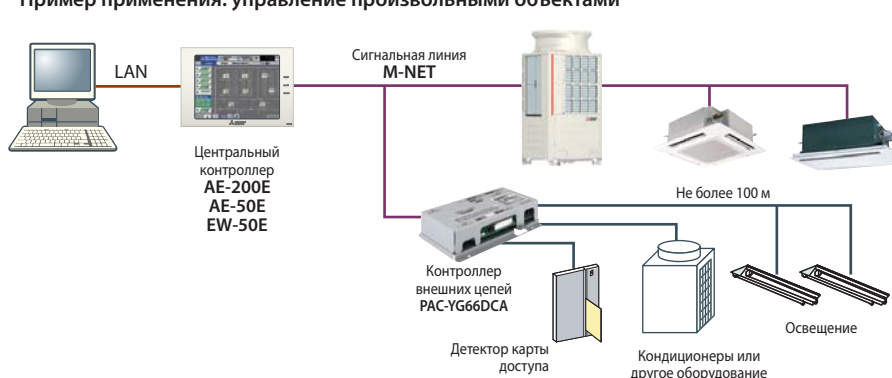 Пример применения: управление произвольными объектами
LAN
Сигнальная линия
M-NET
Центральный
контроллер
AE-200E
AE-50E
EW-50E
Не более 100 м
Контроллер
внешних цепей
PAC-YG66DCA
Детектор карты
доступа
Кондиционеры или
другое оборудование
Освещение